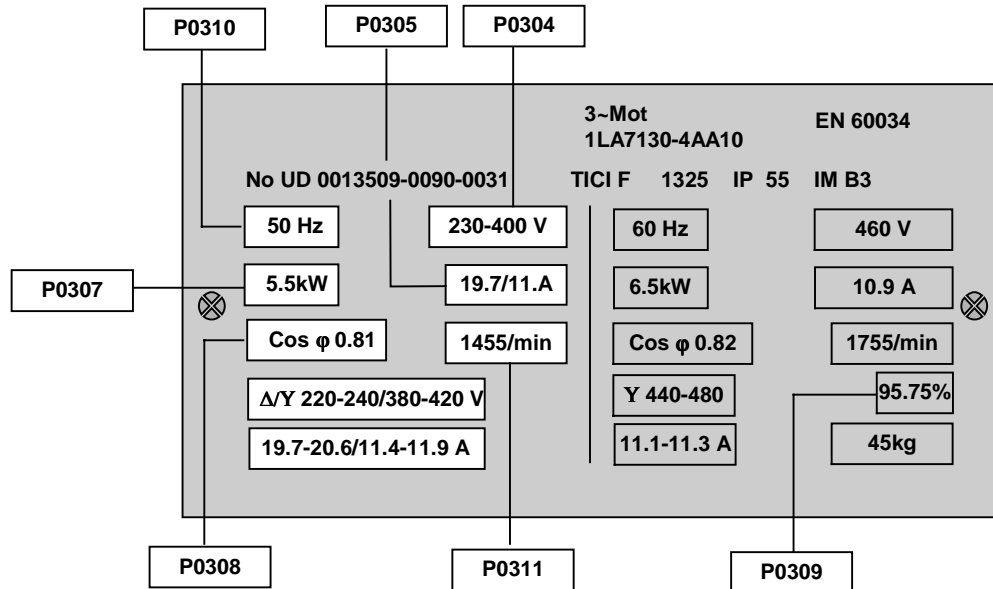 P0310 P0305 P0304
3~Mot
1LA7130-4AA10
EN 60034
No UD 0013509-0090-0031 TICI F 1325 IP 55 IM B3
50 Hz 230-400 V 60 Hz 460 V
P0307 5.5kW 19.7/11.A 6.5kW 10.9 A
Cos φ 0.81 1455/min Cos φ 0.82 1755/min
Δ/Y 220-240/380-420 V Y 440-480 95.75%
19.7-20.6/11.4-11.9 A 11.1-11.3 A 45kg
P0308 P0311 P0309